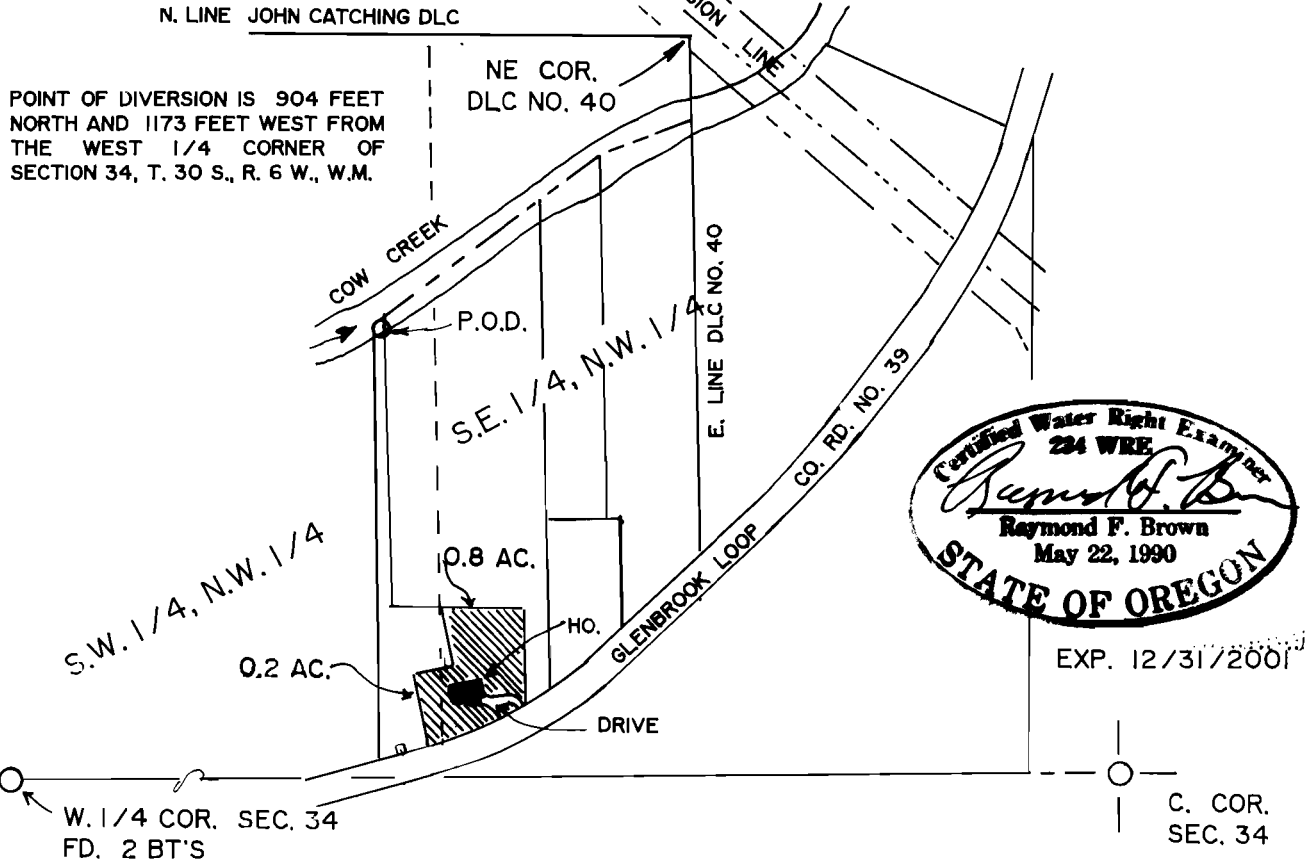 N. LINE JOHN CATCHING DLC
SION LINE
NE COR.
DLC NO. 40
POINT OF DIVERSION IS 904 FEET
NORTH AND 1173 FEET WEST FROM
THE WEST 1/4 CORNER OF
SECTION 34, T. 30 S., R. 6 W., W.M.
COW CREEK
P.O.D.
S.E. 1/4, N.W. 1/4
E. LINE DLC NO. 40
GLENBROOK LOOP CO. RD. NO. 39
S.W. 1/4, N.W. 1/4
0.8 AC.
HO.
0.2 AC.
DRIVE
Certified Water Right Examiner
234 WRE
Raymond F. Brown
May 22, 1990
STATE OF OREGON
EXP. 12/31/2001
W. 1/4 COR. SEC. 34
FD. 2 BT'S
C. COR.
SEC. 34